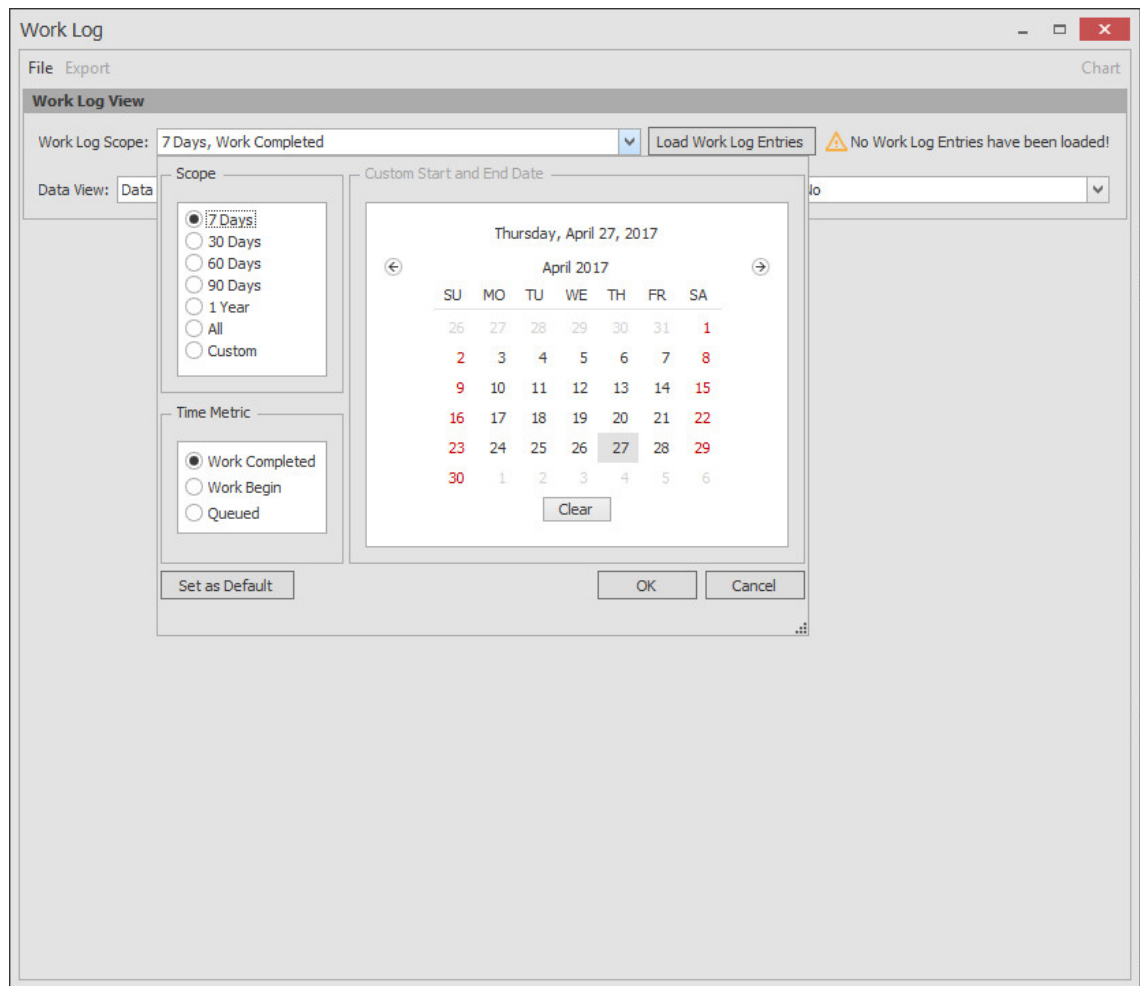 Work Log
File Export Chart
Work Log View
Work Log Scope: 7 Days, Work Completed Load Work Log Entries No Work Log Entries have been loaded!
Data View: Data
Scope
7 Days
30 Days
60 Days
90 Days
1 Year
All
Custom
Time Metric
Work Completed
Work Begin
Queued
Custom Start and End Date
Thursday, April 27, 2017
April 2017
SU MO TU WE TH FR SA
26 27 28 29 30 31 1
2 3 4 5 6 7 8
9 10 11 12 13 14 15
16 17 18 19 20 21 22
23 24 25 26 27 28 29
30 1 2 3 4 5 6
Clear
Set as Default OK Cancel